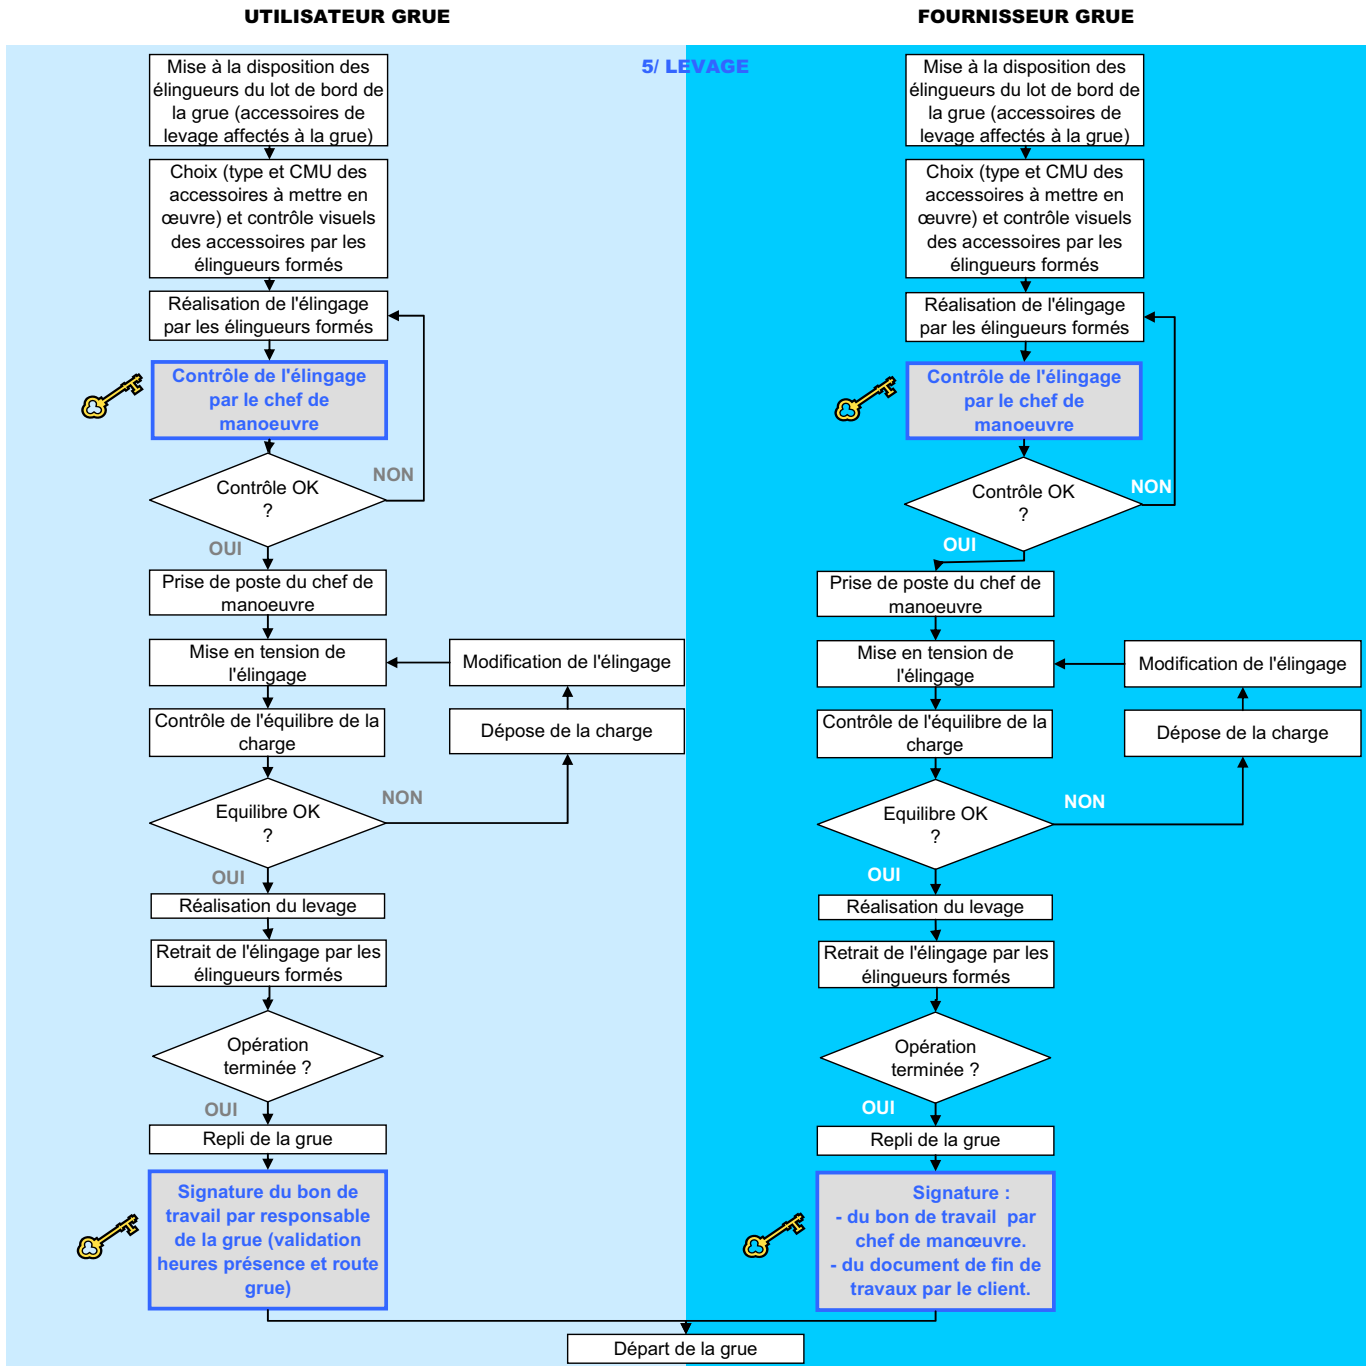 UTILISATEUR GRUE
FOURNISSEUR GRUE
5/ LEVAGE
Mise à la disposition des
élingueurs du lot de bord de
la grue (accessoires de
levage affectés à la grue)
Choix (type et CMU des
accessoires à mettre en
œuvre) et contrôle visuels
des accessoires par les
élingueurs formés
Réalisation de l'élingage
par les élingueurs formés
Contrôle de l'élingage
par le chef de
manoeuvre
Contrôle OK
?
NON
OUI
Prise de poste du chef de
manoeuvre
Mise en tension de
l'élingage
Modification de l'élingage
Contrôle de l'équilibre de la
charge
Dépose de la charge
Equilibre OK
?
NON
OUI
Réalisation du levage
Retrait de l'élingage par les
élingueurs formés
Opération
terminée ?
OUI
Repli de la grue
Signature du bon de
travail par responsable
de la grue (validation
heures présence et route
grue)
Mise à la disposition des
élingueurs du lot de bord de
la grue (accessoires de
levage affectés à la grue)
Choix (type et CMU des
accessoires à mettre en
œuvre) et contrôle visuels
des accessoires par les
élingueurs formés
Réalisation de l'élingage
par les élingueurs formés
Contrôle de l'élingage
par le chef de
manoeuvre
Contrôle OK
?
NON
OUI
Prise de poste du chef de
manoeuvre
Mise en tension de
l'élingage
Modification de l'élingage
Contrôle de l'équilibre de la
charge
Dépose de la charge
Equilibre OK
?
NON
OUI
Réalisation du levage
Retrait de l'élingage par les
élingueurs formés
Opération
terminée ?
OUI
Repli de la grue
Signature :
- du bon de travail par
chef de manœuvre.
- du document de fin de
travaux par le client.
Départ de la grue